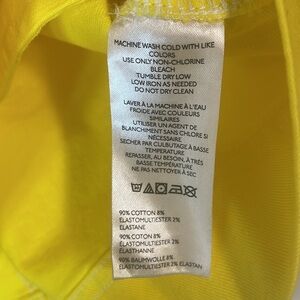 MACHINE WASH COLD WITH LIKE
COLORS
USE ONLY NON-CHLORINE
BLEACH
TUMBLE DRY LOW
LOW IRON AS NEEDED
DO NOT DRY CLEAN
LAVER À LA MACHINE À L'EAU
FROIDE AVEC COULEURS
SIMILAIRES
UTILISER UN AGENT DE
BLANCHIMENT SANS CHLORE SI
NÉCESSAIRE
SECHER PAR CULBUTAGE À BASSE
TEMPERATURE
REPASSER, AU BESOIN, À TRÈS
BASSE TEMPÉRATURE
NE PAS NETTOYER À SEC
90% COTTON 8%
ELASTOMULTIESTER 2%
ELASTANE
90% COTON 8%
ÉLASTOMULTIESTER 2%
ÉLASTHANNE
90% BAUMWOLLE 8%
ELASTOMULTIESTER 2% ELASTAN